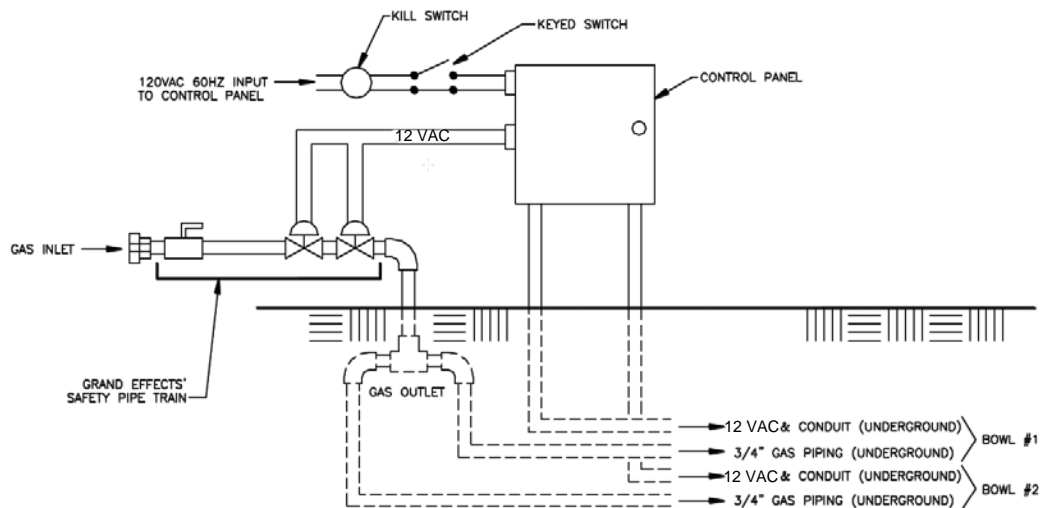 KILL SWITCH
KEYED SWITCH
120VAC 60HZ INPUT
TO CONTROL PANEL
CONTROL PANEL
12 VAC
GAS INLET
GRAND EFFECTS'
SAFETY PIPE TRAIN
GAS OUTLET
12 VAC & CONDUIT (UNDERGROUND)
BOWL #1
3/4" GAS PIPING (UNDERGROUND)
12 VAC & CONDUIT (UNDERGROUND)
BOWL #2
3/4" GAS PIPING (UNDERGROUND)